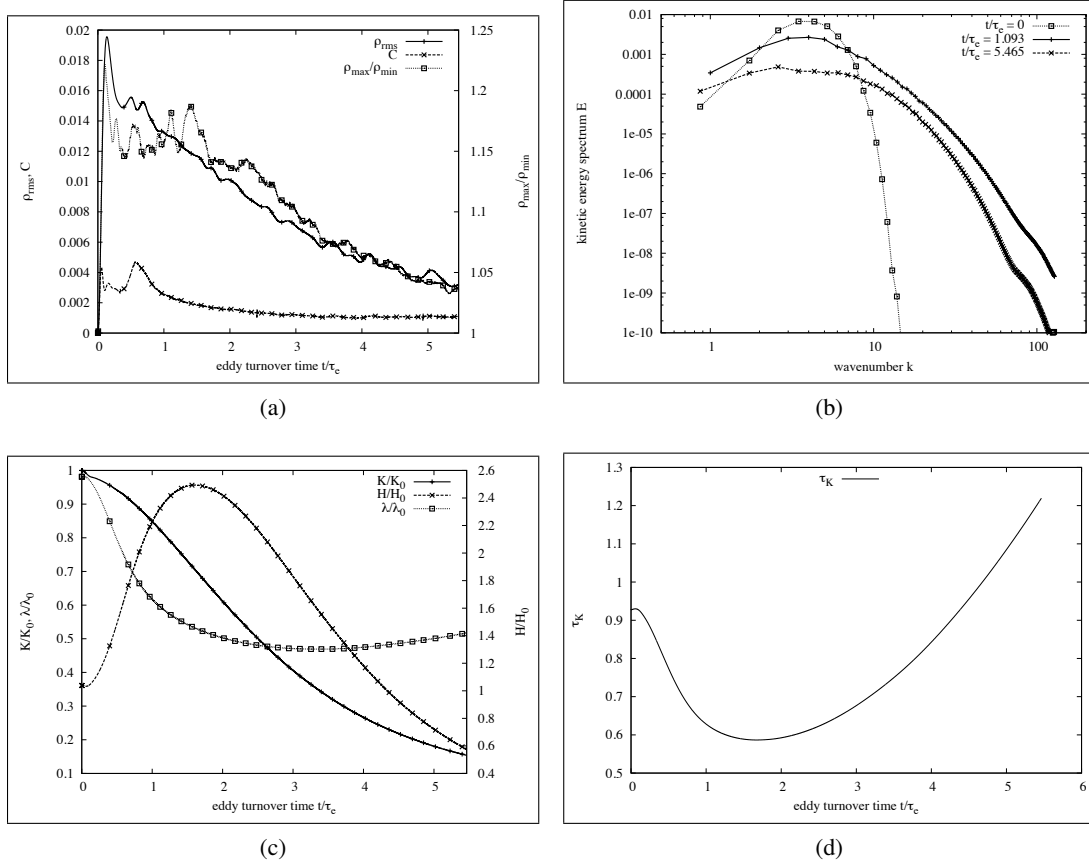 ρrms
C
ρmax/ρmin
0.02
0.018
0.016
0.014
0.012
0.01
0.008
0.006
0.004
0.002
0
1.25
1.2
1.15
1.1
1.05
1
0 1 2 3 4 5
ρrms, C
ρmax/ρmin
eddy turnover time t/τe
(a)
t/τe = 0
t/τe = 1.093
t/τe = 5.465
0.01
0.001
0.0001
1e-05
1e-06
1e-07
1e-08
1e-09
1e-10
1 10 100
kinetic energy spectrum E
wavenumber k
(b)
K/K0
H/H0
λ/λ0
1
0.9
0.8
0.7
0.6
0.5
0.4
0.3
0.2
0.1
2.6
2.4
2.2
2
1.8
1.6
1.4
1.2
1
0.8
0.6
0.4
0 1 2 3 4 5
K/K0, λ/λ0
H/H0
eddy turnover time t/τe
(c)
τK
1.3
1.2
1.1
1
0.9
0.8
0.7
0.6
0.5
0 1 2 3 4 5 6
τK
eddy turnover time t/τe
(d)